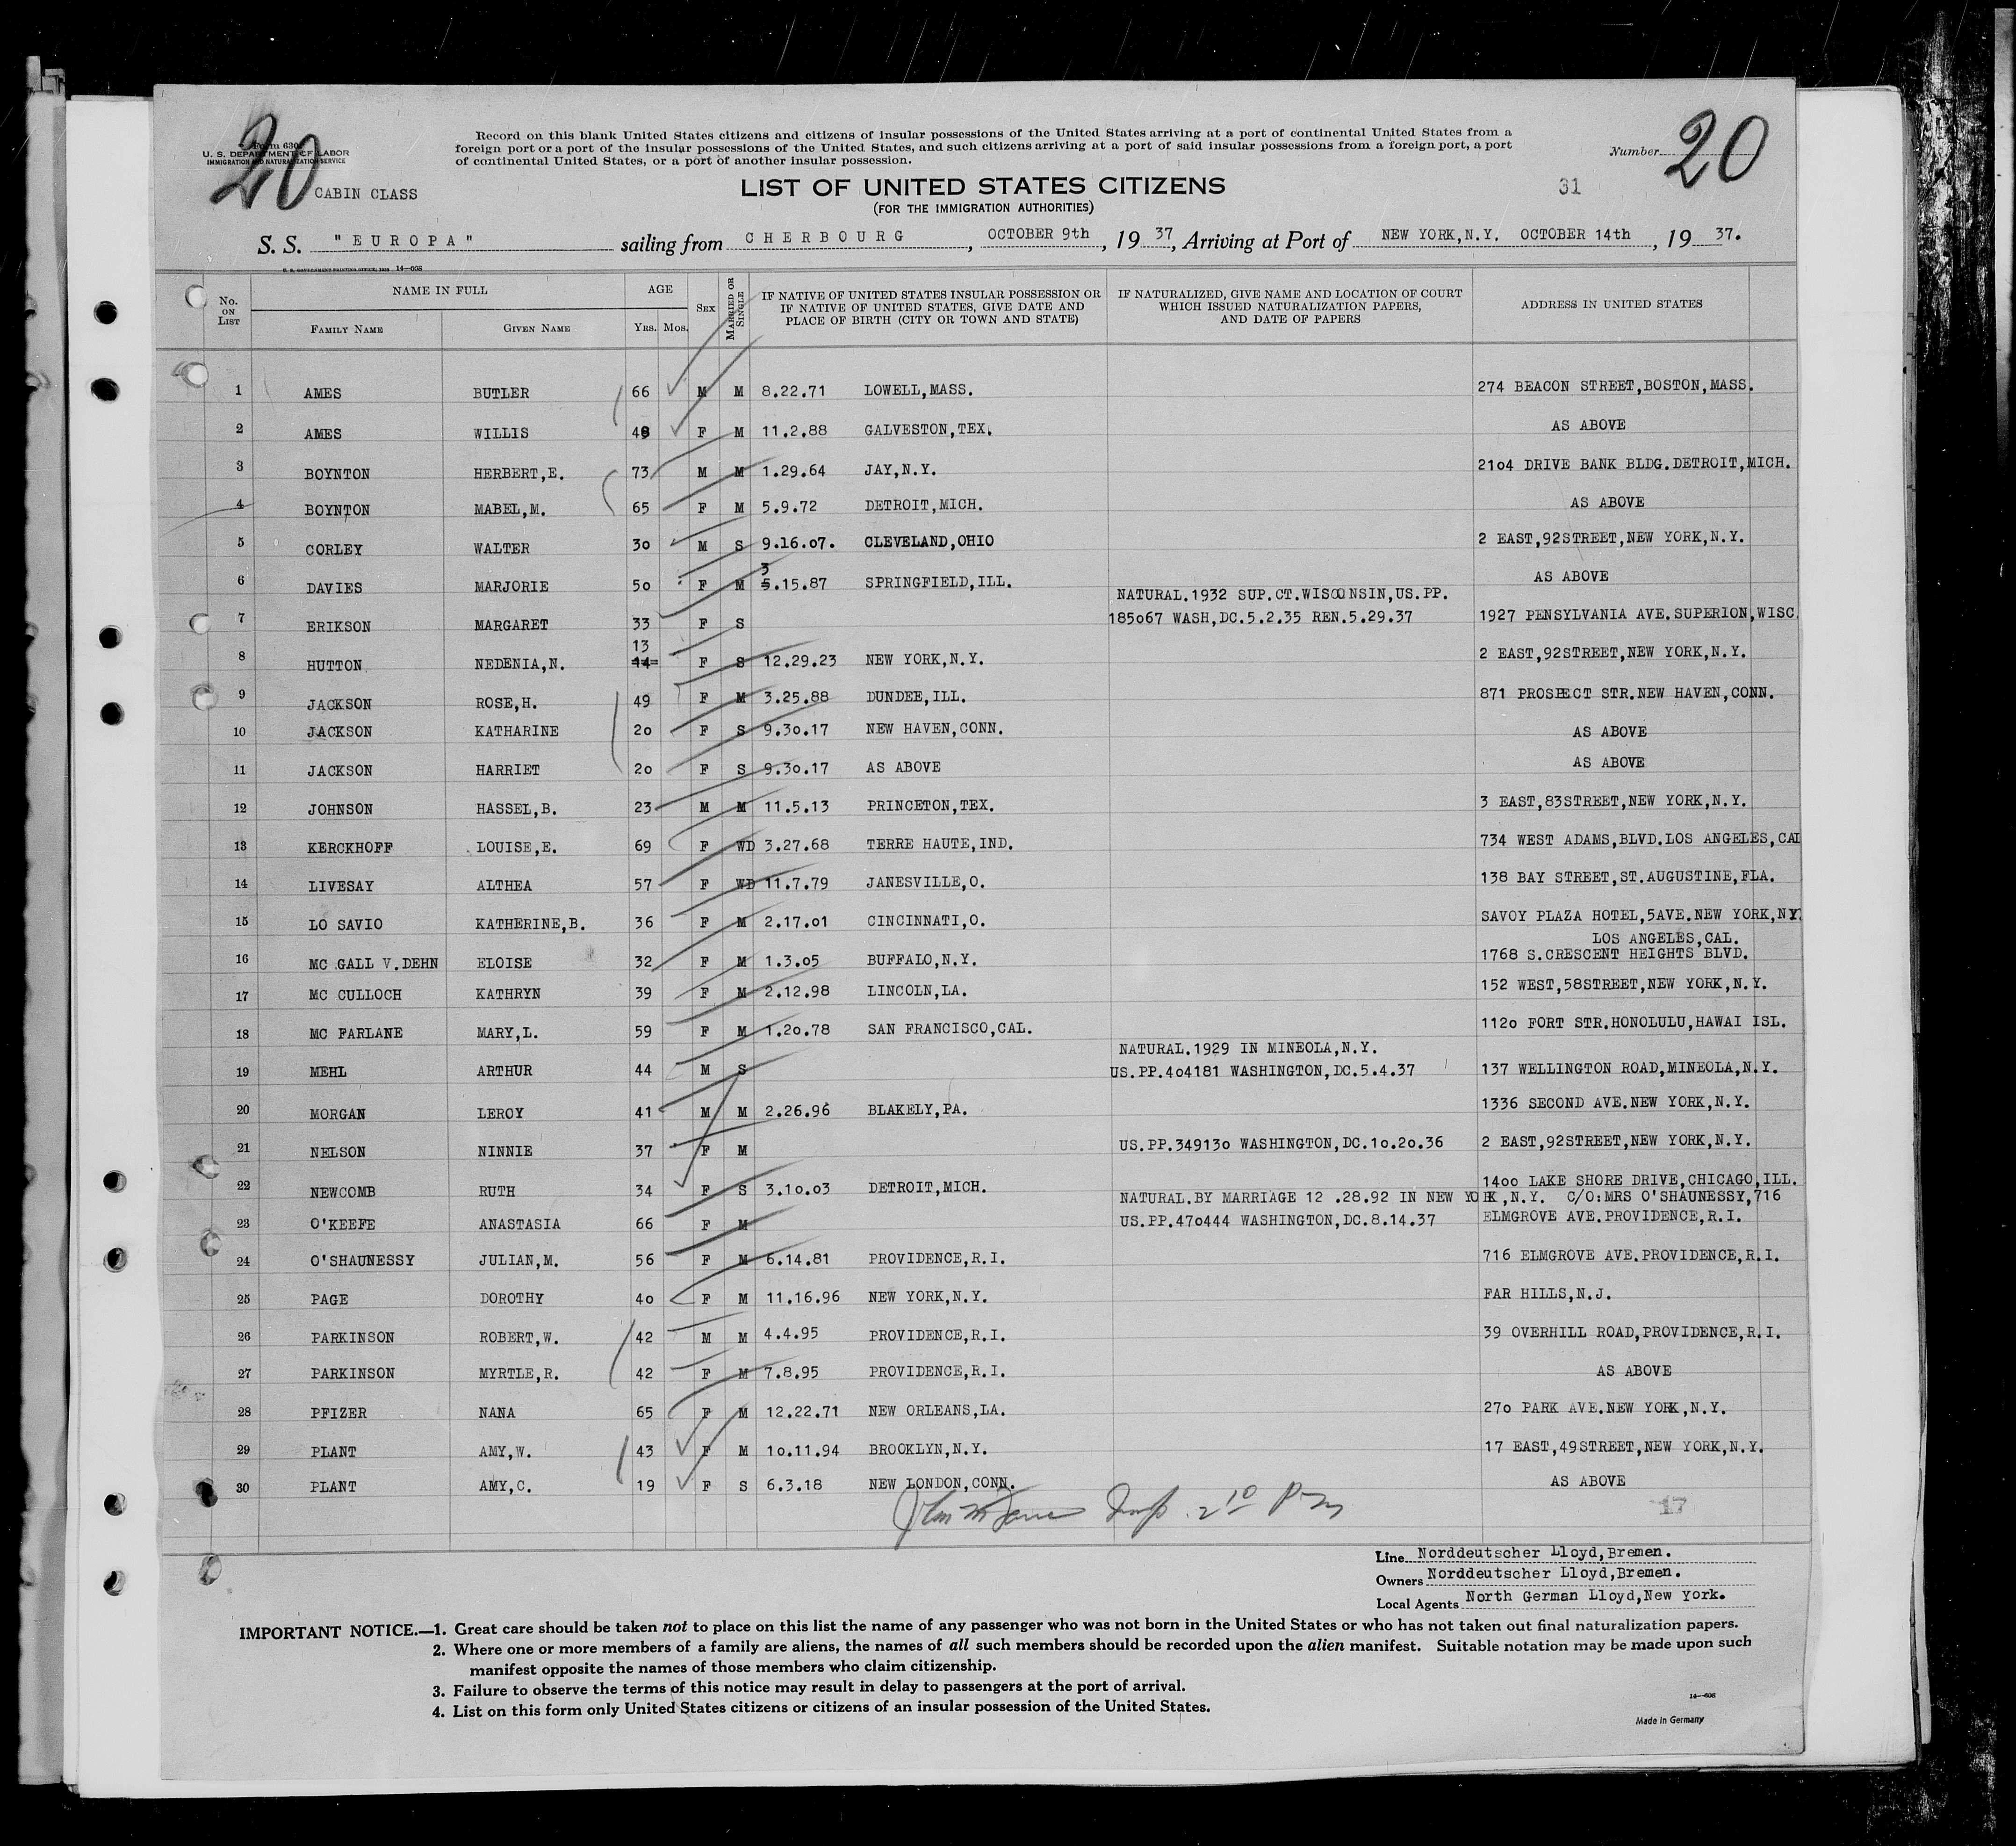 20
20
Form 630
U. S. DEPARTMENT OF LABOR
IMMIGRATION AND NATURALIZATION SERVICE
CABIN CLASS
Record on this blank United States citizens and citizens of insular possessions of the United States arriving at a port of continental United States from a
foreign port or a port of the insular possessions of the United States, and such citizens arriving at a port of said insular possessions from a foreign port, a port
of continental United States, or a port of another insular possession.
Number
LIST OF UNITED STATES CITIZENS
31
(FOR THE IMMIGRATION AUTHORITIES)
S. S. "EUROPA" sailing from CHERBOURG, OCTOBER 9th, 19 37, Arriving at Port of NEW YORK,N.Y. OCTOBER 14th, 19 37.
U. S. GOVERNMENT PRINTING OFFICE: 14—608
No. ON LIST NAME IN FULL AGE SEX MARRIED OR SINGLE IF NATIVE OF UNITED STATES INSULAR POSSESSION OR IF NATIVE OF UNITED STATES, GIVE DATE AND PLACE OF BIRTH (CITY OR TOWN AND STATE) IF NATURALIZED, GIVE NAME AND LOCATION OF COURT WHICH ISSUED NATURALIZATION PAPERS, AND DATE OF PAPERS ADDRESS IN UNITED STATES
FAMILY NAME GIVEN NAME YRS. MOS.
1 AMES BUTLER 66 M M 8.22.71 LOWELL,MASS. 274 BEACON STREET,BOSTON,MASS.
2 AMES WILLIS 48 F M 11.2.88 GALVESTON,TEX. AS ABOVE
3 BOYNTON HERBERT,E. 73 M M 1.29.64 JAY,N.Y. 2104 DRIVE BANK BLDG.DETROIT,MICH.
4 BOYNTON MABEL,M. 65 F M 5.9.72 DETROIT,MICH. AS ABOVE
5 CORLEY WALTER 30 M S 9.16.07. CLEVELAND,OHIO 2 EAST,92STREET,NEW YORK,N.Y.
3
6 DAVIES MARJORIE 50 F M 5.15.87 SPRINGFIELD,ILL. AS ABOVE
NATURAL.1932 SUP.CT.WISCONSIN,US.PP.
7 ERIKSON MARGARET 33 F S 185067 WASH,DC.5.2.35 REN.5.29.37 1927 PENSYLVANIA AVE.SUPERION,WISC.
13
8 HUTTON NEDENIA,N. 14 F S 12.29.23 NEW YORK,N.Y. 2 EAST,92STREET,NEW YORK,N.Y.
9 JACKSON ROSE,H. 49 F M 3.25.88 DUNDEE,ILL. 871 PROSPECT STR.NEW HAVEN,CONN.
10 JACKSON KATHARINE 20 F S 9.30.17 NEW HAVEN,CONN. AS ABOVE
11 JACKSON HARRIET 20 F S 9.30.17 AS ABOVE AS ABOVE
12 JOHNSON HASSEL,B. 23 M M 11.5.13 PRINCETON,TEX. 3 EAST,83STREET,NEW YORK,N.Y.
13 KERCKHOFF LOUISE,E. 69 F WD 3.27.68 TERRE HAUTE,IND. 734 WEST ADAMS,BLVD.LOS ANGELES,CAL
14 LIVESAY ALTHEA 57 F WD 11.7.79 JANESVILLE,O. 138 BAY STREET,ST.AUGUSTINE,FLA.
15 LO SAVIO KATHERINE,B. 36 F M 2.17.01 CINCINNATI,O. SAVOY PLAZA HOTEL,5AVE.NEW YORK,NY.
LOS ANGELES,CAL.
16 MC GALL V.DEHN ELOISE 32 F M 1.3.05 BUFFALO,N.Y. 1768 S.CRESCENT HEIGHTS BLVD.
17 MC CULLOCH KATHRYN 39 F M 2.12.98 LINCOLN,LA. 152 WEST,58STREET,NEW YORK,N.Y.
18 MC FARLANE MARY,L. 59 F M 1.20.78 SAN FRANCISCO,CAL. 1120 FORT STR.HONOLULU,HAWAI ISL.
NATURAL.1929 IN MINEOLA,N.Y.
19 MEHL ARTHUR 44 M S US.PP.404181 WASHINGTON,DC.5.4.37 137 WELLINGTON ROAD,MINEOLA,N.Y.
20 MORGAN LEROY 41 M M 2.26.96 BLAKELY,PA. 1336 SECOND AVE.NEW YORK,N.Y.
21 NELSON NINNIE 37 F M US.PP.349130 WASHINGTON,DC.10.20.36 2 EAST,92STREET,NEW YORK,N.Y.
22 NEWCOMB RUTH 34 F S 3.10.03 DETROIT,MICH. 1400 LAKE SHORE DRIVE,CHICAGO,ILL.
NATURAL.BY MARRIAGE 12 .28.92 IN NEW YORK,N.Y. C/O:MRS O'SHAUNESSY,716
23 O'KEEFE ANASTASIA 66 F M US.PP.470444 WASHINGTON,DC.8.14.37 ELMGROVE AVE.PROVIDENCE,R.I.
24 O'SHAUNESSY JULIAN,M. 56 F M 6.14.81 PROVIDENCE,R.I. 716 ELMGROVE AVE.PROVIDENCE,R.I.
25 PAGE DOROTHY 40 F M 11.16.96 NEW YORK,N.Y. FAR HILLS,N.J.
26 PARKINSON ROBERT,W. 42 M M 4.4.95 PROVIDENCE,R.I. 39 OVERHILL ROAD,PROVIDENCE,R.I.
27 PARKINSON MYRTLE,R. 42 F M 7.8.95 PROVIDENCE,R.I. AS ABOVE
28 PFIZER NANA 65 F M 12.22.71 NEW ORLEANS,LA. 270 PARK AVE.NEW YORK,N.Y.
29 PLANT AMY,W. 43 F M 10.11.94 BROOKLYN,N.Y. 17 EAST,49STREET,NEW YORK,N.Y.
30 PLANT AMY,C. 19 F S 6.3.18 NEW LONDON,CONN. AS ABOVE
Insp. 2 10 Pm
17
Line Norddeutscher Lloyd,Bremen.
Owners Norddeutscher Lloyd,Bremen.
Local Agents North German Lloyd,New York.
IMPORTANT NOTICE.—1. Great care should be taken not to place on this list the name of any passenger who was not born in the United States or who has not taken out final naturalization papers.
2. Where one or more members of a family are aliens, the names of all such members should be recorded upon the alien manifest. Suitable notation may be made upon such
manifest opposite the names of those members who claim citizenship.
3. Failure to observe the terms of this notice may result in delay to passengers at the port of arrival.
4. List on this form only United States citizens or citizens of an insular possession of the United States.
14—608
Made in Germany